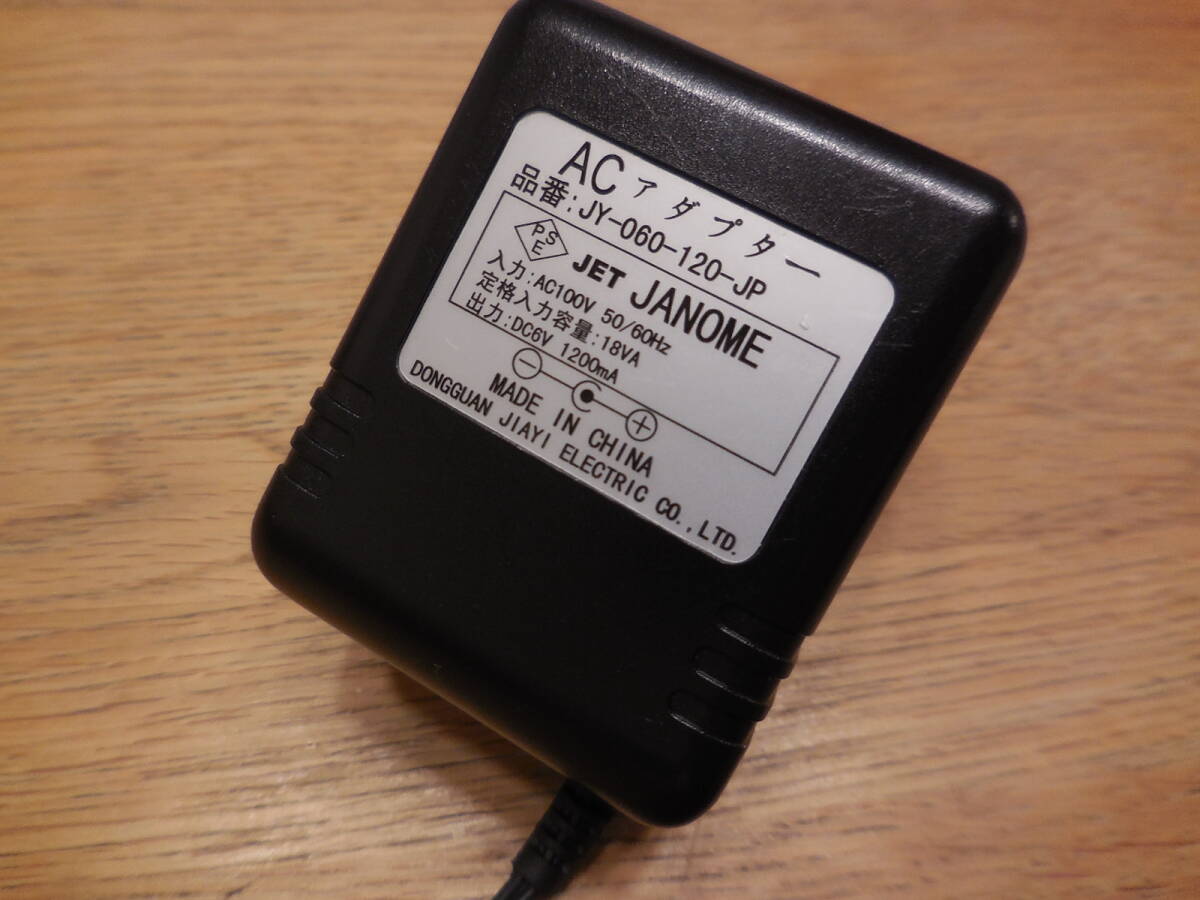 ACアダプター
品番:JY-060-120-JP
PSE JET JANOME
入力:AC100V 50/60Hz
定格入力容量:18VA
出力:DC6V 1200mA
MADE IN CHINA
DONGGUAN JIAYI ELECTRIC CO.,LTD.